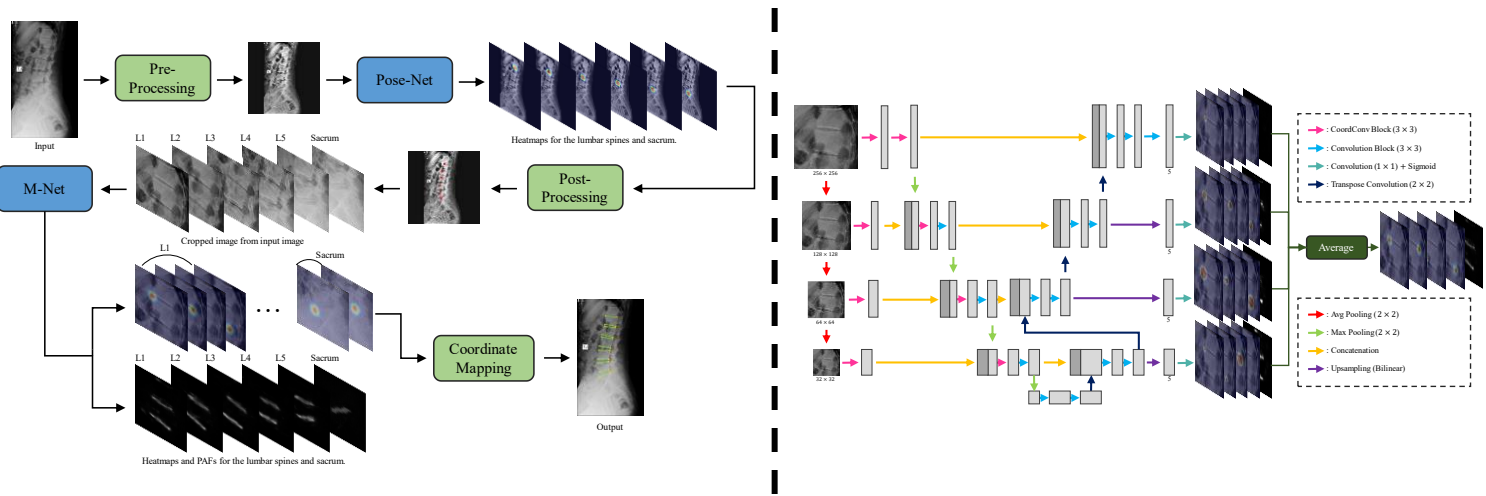 Input
Pre-
Processing
Pose-Net
Heatmaps for the lumbar spines and sacrum.
Post-
Processing
L1 L2 L3 L4 L5 Sacrum
Cropped image from input image
M-Net
L1 Sacrum
...
L1 L2 L3 L4 L5 Sacrum
Heatmaps and PAFs for the lumbar spines and sacrum.
Coordinate
Mapping
Output
256 × 256
128 × 128
64 × 64
32 × 32
5
5
5
5
Average
: CoordConv Block (3 × 3)
: Convolution Block (3 × 3)
: Convolution (1 × 1) + Sigmoid
: Transpose Convolution (2 × 2)
: Avg Pooling (2 × 2)
: Max Pooling (2 × 2)
: Concatenation
: Upsampling (Bilinear)